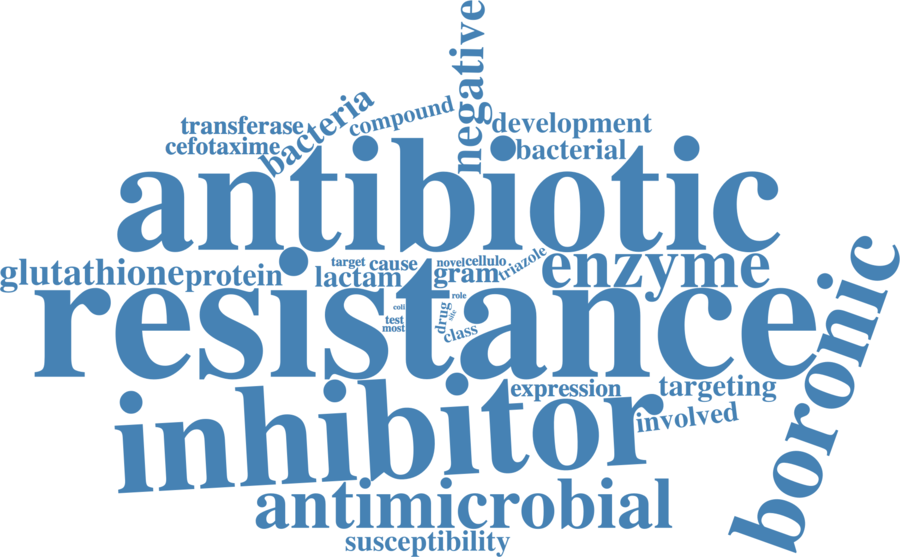 negative
bacteria
compound
transferase
development
cefotaxime
bacterial
antibiotic
glutathione
protein
target
cause
novel
cellulo
triazole
enzyme
lactam
gram
resistance
role
coli
drug
site
test
most
class
boronic
expression
targeting
inhibitor
involved
antimicrobial
susceptibility